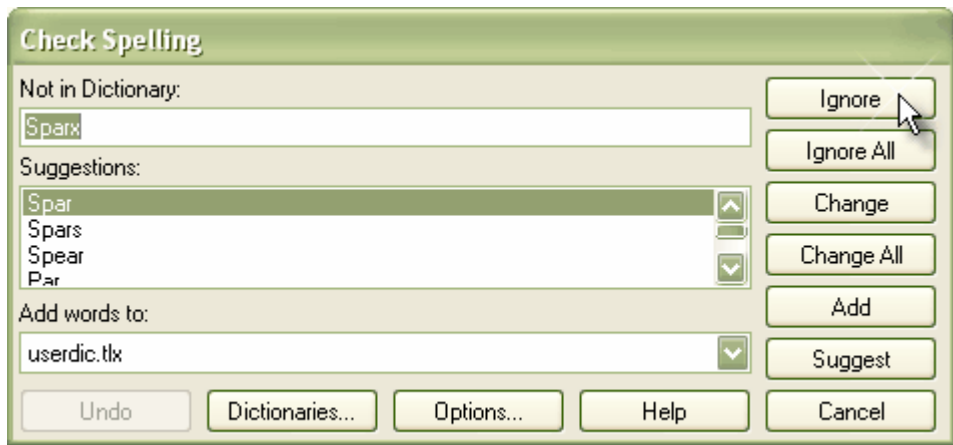 Check Spelling
Not in Dictionary:
Sparx
Suggestions:
Spar
Spars
Spear
Par
Add words to:
userdic.tlx
Ignore
Ignore All
Change
Change All
Add
Suggest
Undo
Dictionaries...
Options...
Help
Cancel